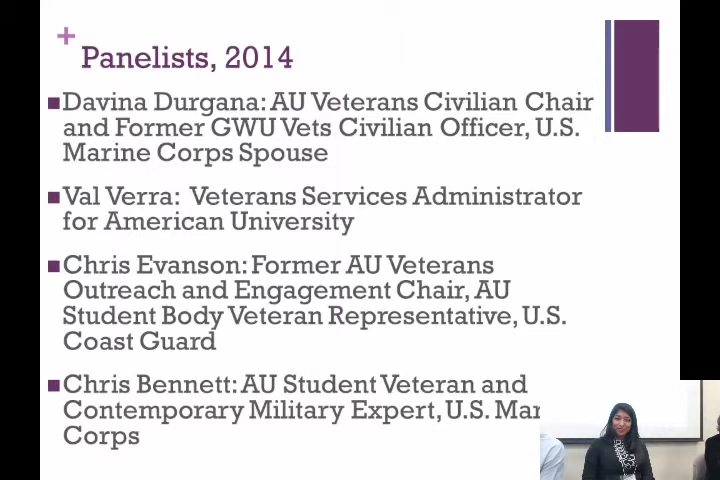 +
Panelists, 2014
Davina Durgana: AU Veterans Civilian Chair
and Former GWU Vets Civilian Officer, U.S.
Marine Corps Spouse
Val Verra: Veterans Services Administrator
for American University
Chris Evanson: Former AU Veterans
Outreach and Engagement Chair, AU
Student Body Veteran Representative, U.S.
Coast Guard
Chris Bennett: AU Student Veteran and
Contemporary Military Expert, U.S. Mar
Corps